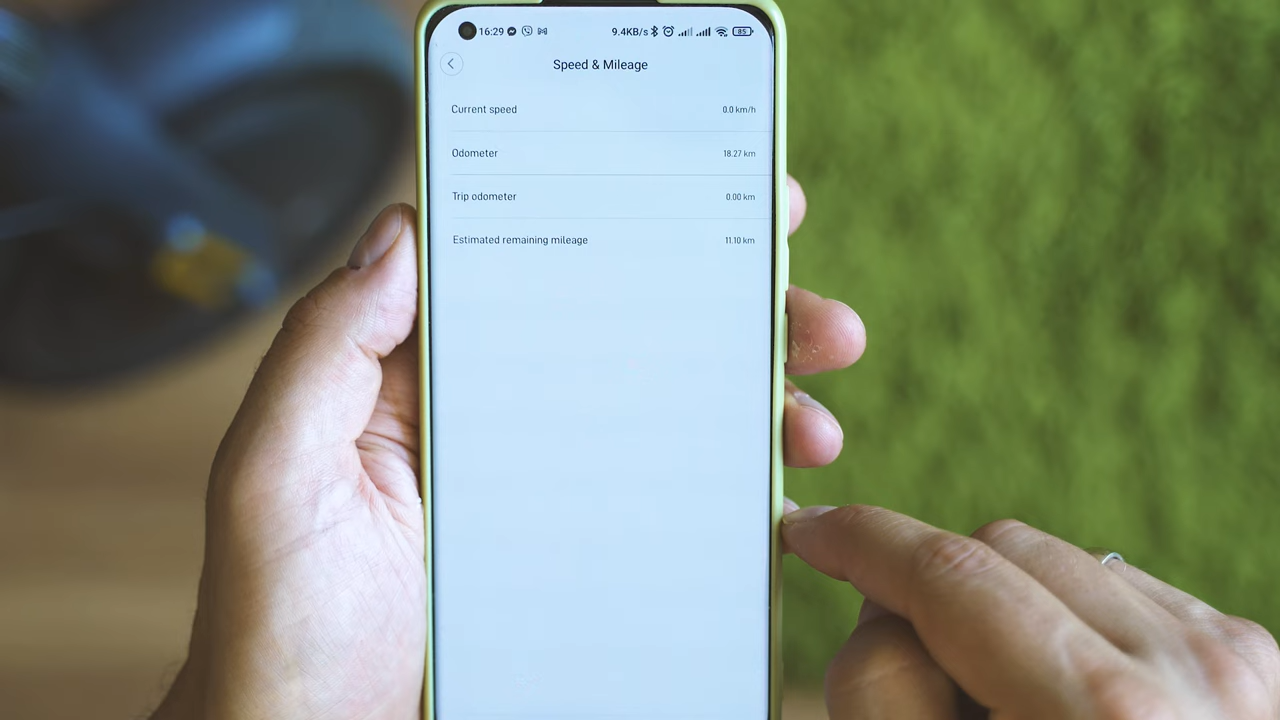 16:29 9.4KB/s 85
Speed & Mileage
Current speed 0.0 km/h
Odometer 18.27 km
Trip odometer 0.00 km
Estimated remaining mileage 11.10 km